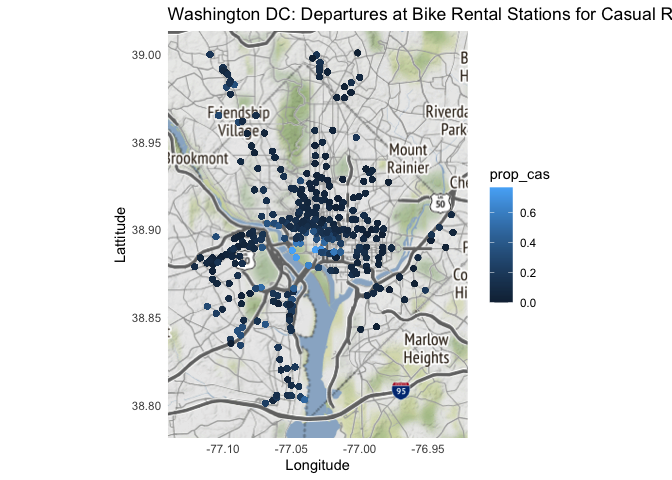 Washington DC: Departures at Bike Rental Stations for Casual R
39.00
38.95
38.90
38.85
38.80
Lattitude
Friendship
Village
Brookmont
Mount
Rainier
Riverda
Park
B
H
Che
50
Co
Hi
Marlow
Heights
95
-77.10
-77.05
-77.00
-76.95
Longitude
prop_cas
0.6
0.4
0.2
0.0